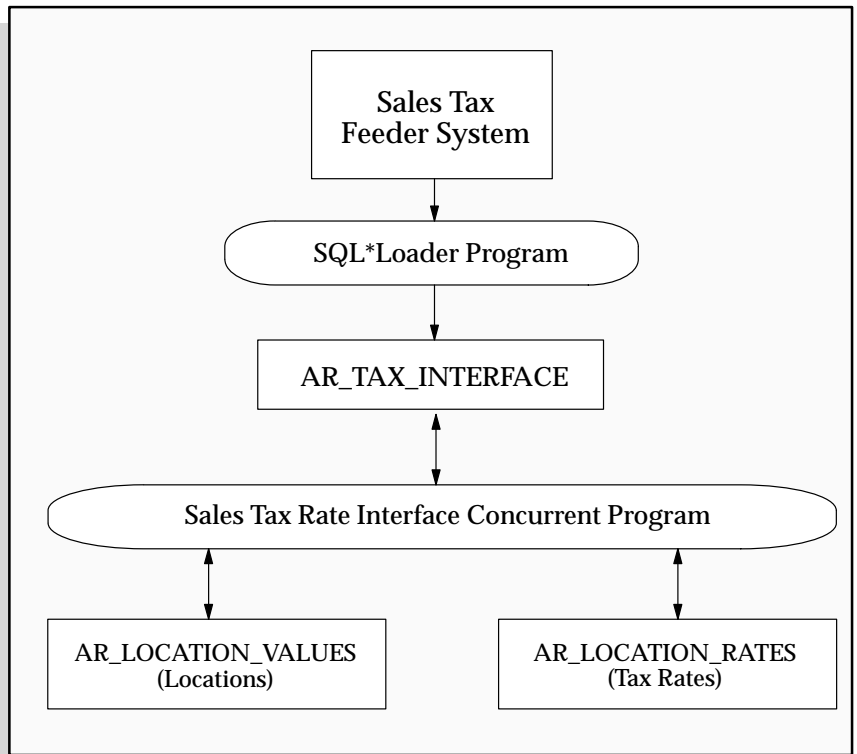 Sales Tax
Feeder System
SQL*Loader Program
AR_TAX_INTERFACE
Sales Tax Rate Interface Concurrent Program
AR_LOCATION_VALUES
(Locations)
AR_LOCATION_RATES
(Tax Rates)